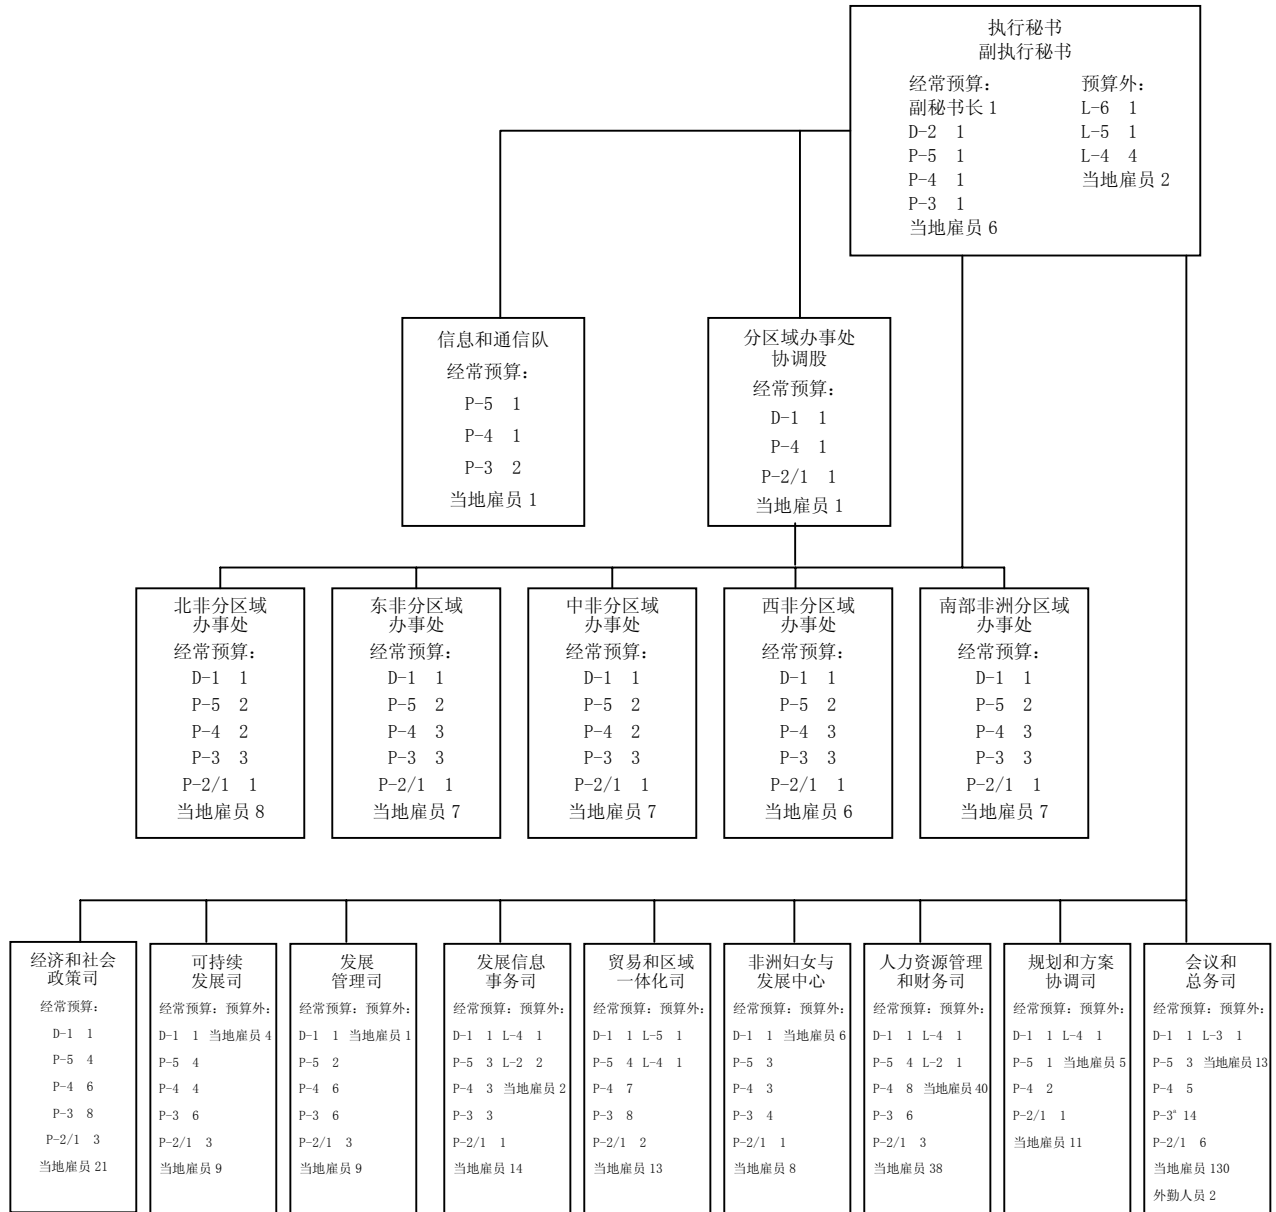 执行秘书
副执行秘书
经常预算：
副秘书长 1
D-2 1
P-5 1
P-4 1
P-3 1
当地雇员 6
预算外：
L-6 1
L-5 1
L-4 4
当地雇员 2
信息和通信队
经常预算：
P-5 1
P-4 1
P-3 2
当地雇员 1
分区域办事处
协调股
经常预算：
D-1 1
P-4 1
P-2/1 1
当地雇员 1
北非分区域
办事处
经常预算：
D-1 1
P-5 2
P-4 2
P-3 3
P-2/1 1
当地雇员 8
东非分区域
办事处
经常预算：
D-1 1
P-5 2
P-4 3
P-3 3
P-2/1 1
当地雇员 7
中非分区域
办事处
经常预算：
D-1 1
P-5 2
P-4 2
P-3 3
P-2/1 1
当地雇员 7
西非分区域
办事处
经常预算：
D-1 1
P-5 2
P-4 3
P-3 3
P-2/1 1
当地雇员 6
南部非洲分区域
办事处
经常预算：
D-1 1
P-5 2
P-4 3
P-3 3
P-2/1 1
当地雇员 7
经济和社会
政策司
经常预算：
D-1 1
P-5 4
P-4 6
P-3 8
P-2/1 3
当地雇员 21
可持续
发展司
经常预算：预算外：
D-1 1 当地雇员 4
P-5 4
P-4 4
P-3 6
P-2/1 3
当地雇员 9
发展
管理司
经常预算：预算外：
D-1 1 当地雇员 1
P-5 2
P-4 6
P-3 6
P-2/1 3
当地雇员 9
发展信息
事务司
经常预算：预算外：
D-1 1 L-4 1
P-5 3 L-2 2
P-4 3 当地雇员 2
P-3 3
P-2/1 1
当地雇员 14
贸易和区域
一体化司
经常预算：预算外：
D-1 1 L-5 1
P-5 4 L-4 1
P-4 7
P-3 8
P-2/1 2
当地雇员 13
非洲妇女与
发展中心
经常预算：预算外：
D-1 1 当地雇员 6
P-5 3
P-4 3
P-3 4
P-2/1 1
当地雇员 8
人力资源管理
和财务司
经常预算：预算外：
D-1 1 L-4 1
P-5 4 L-2 1
P-4 8 当地雇员 40
P-3 6
P-2/1 3
当地雇员 38
规划和方案
协调司
经常预算：预算外：
D-1 1 L-4 1
P-5 1 当地雇员 5
P-4 2
P-2/1 1
当地雇员 11
会议和
总务司
经常预算：预算外：
D-1 1 L-3 1
P-5 3 当地雇员 13
P-4 5
P-3ᵃ 14
P-2/1 6
当地雇员 130
外勤人员 2